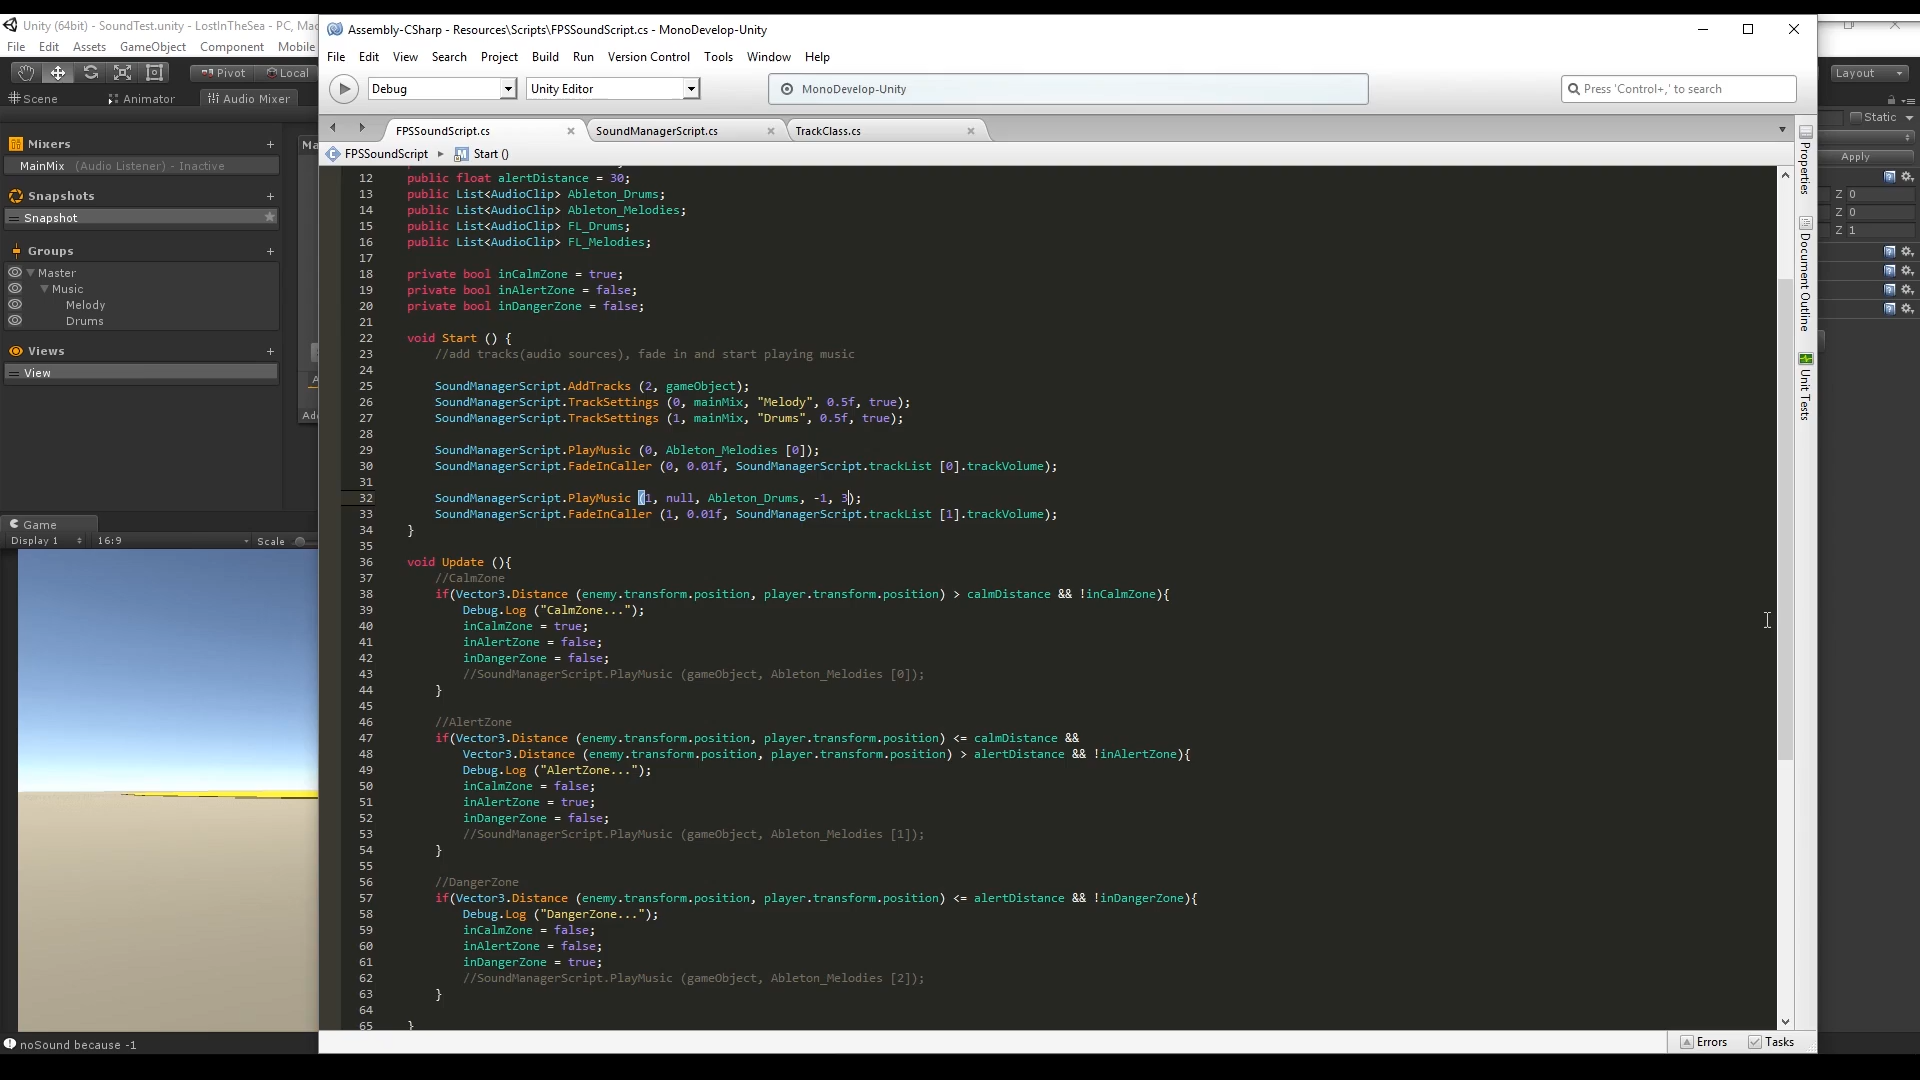 Unity (64bit) - SoundTest.unity - LostInTheSea - PC, Mac
File Edit Assets GameObject Component Mobile
Pivot Local
Scene Animator Audio Mixer
Mixers +
MainMix (Audio Listener) - Inactive
Snapshots +
Snapshot
Groups +
Master
Music
Melody
Drums
Views +
View
Game
Display 1 16:9 Scale
noSound because -1
Assembly-CSharp - Resources\Scripts\FPSSoundScript.cs - MonoDevelop-Unity
File Edit View Search Project Build Run Version Control Tools Window Help
Debug Unity Editor MonoDevelop-Unity Press 'Control+,' to search
FPSSoundScript.cs SoundManagerScript.cs TrackClass.cs
FPSSoundScript Start ()
12 public float alertDistance = 30;
13 public List<AudioClip> Ableton_Drums;
14 public List<AudioClip> Ableton_Melodies;
15 public List<AudioClip> FL_Drums;
16 public List<AudioClip> FL_Melodies;
17
18 private bool inCalmZone = true;
19 private bool inAlertZone = false;
20 private bool inDangerZone = false;
21
22 void Start () {
23 //add tracks(audio sources), fade in and start playing music
24
25 SoundManagerScript.AddTracks (2, gameObject);
26 SoundManagerScript.TrackSettings (0, mainMix, "Melody", 0.5f, true);
27 SoundManagerScript.TrackSettings (1, mainMix, "Drums", 0.5f, true);
28
29 SoundManagerScript.PlayMusic (0, Ableton_Melodies [0]);
30 SoundManagerScript.FadeInCaller (0, 0.01f, SoundManagerScript.trackList [0].trackVolume);
31
32 SoundManagerScript.PlayMusic (1, null, Ableton_Drums, -1, 3);
33 SoundManagerScript.FadeInCaller (1, 0.01f, SoundManagerScript.trackList [1].trackVolume);
34 }
35
36 void Update (){
37 //CalmZone
38 if(Vector3.Distance (enemy.transform.position, player.transform.position) > calmDistance && !inCalmZone){
39 Debug.Log ("CalmZone...");
40 inCalmZone = true;
41 inAlertZone = false;
42 inDangerZone = false;
43 //SoundManagerScript.PlayMusic (gameObject, Ableton_Melodies [0]);
44 }
45
46 //AlertZone
47 if(Vector3.Distance (enemy.transform.position, player.transform.position) <= calmDistance &&
48 Vector3.Distance (enemy.transform.position, player.transform.position) > alertDistance && !inAlertZone){
49 Debug.Log ("AlertZone...");
50 inCalmZone = false;
51 inAlertZone = true;
52 inDangerZone = false;
53 //SoundManagerScript.PlayMusic (gameObject, Ableton_Melodies [1]);
54 }
55
56 //DangerZone
57 if(Vector3.Distance (enemy.transform.position, player.transform.position) <= alertDistance && !inDangerZone){
58 Debug.Log ("DangerZone...");
59 inCalmZone = false;
60 inAlertZone = false;
61 inDangerZone = true;
62 //SoundManagerScript.PlayMusic (gameObject, Ableton_Melodies [2]);
63 }
64
65 }
Errors Tasks
Properties
Document Outline
Unit Tests
Layout
Static
Apply
Z 0
Z 0
Z 1